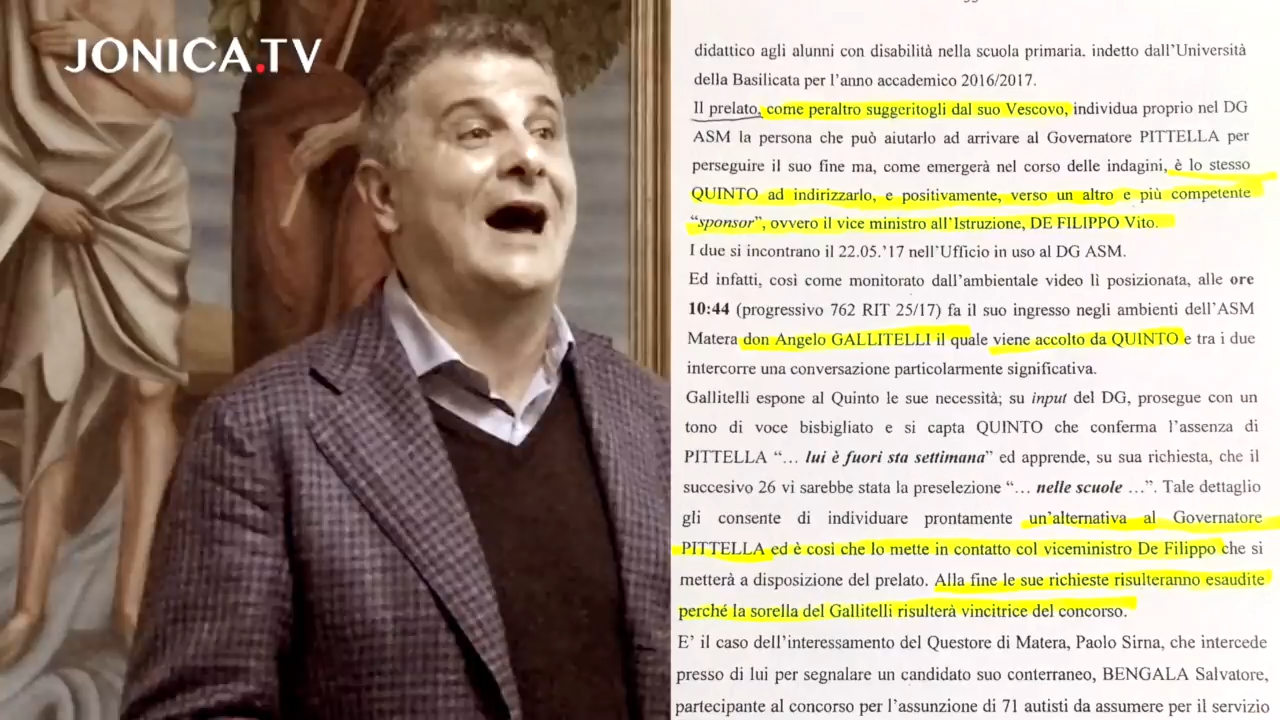 JONICA.TV
didattico agli alunni con disabilità nella scuola primaria. indetto dall'Università
della Basilicata per l'anno accademico 2016/2017.
Il prelato, come peraltro suggeritogli dal suo Vescovo, individua proprio nel DG
ASM la persona che può aiutarlo ad arrivare al Governatore PITTELLA per
perseguire il suo fine ma, come emergerà nel corso delle indagini, è lo stesso
QUINTO ad indirizzarlo, e positivamente, verso un altro e più competente
“sponsor”, ovvero il vice ministro all'Istruzione, DE FILIPPO Vito.
I due si incontrano il 22.05.'17 nell'Ufficio in uso al DG ASM.
Ed infatti, così come monitorato dall'ambientale video lì posizionata, alle ore
10:44 (progressivo 762 RIT 25/17) fa il suo ingresso negli ambienti dell'ASM
Matera don Angelo GALLITELLI il quale viene accolto da QUINTO e tra i due
intercorre una conversazione particolarmente significativa.
Gallitelli espone al Quinto le sue necessità; su input del DG, prosegue con un
tono di voce bisbigliato e si capta QUINTO che conferma l'assenza di
PITTELLA “… lui è fuori sta settimana” ed apprende, su sua richiesta, che il
succesivo 26 vi sarebbe stata la preselezione “… nelle scuole …”. Tale dettaglio
gli consente di individuare prontamente un'alternativa al Governatore
PITTELLA ed è così che lo mette in contatto col viceministro De Filippo che si
metterà a disposizione del prelato. Alla fine le sue richieste risulteranno esaudite
perché la sorella del Gallitelli risulterà vincitrice del concorso.
E' il caso dell'interessamento del Questore di Matera, Paolo Sirna, che intercede
presso di lui per segnalare un candidato suo conterraneo, BENGALA Salvatore,
partecipante al concorso per l'assunzione di 71 autisti da assumere per il servizio